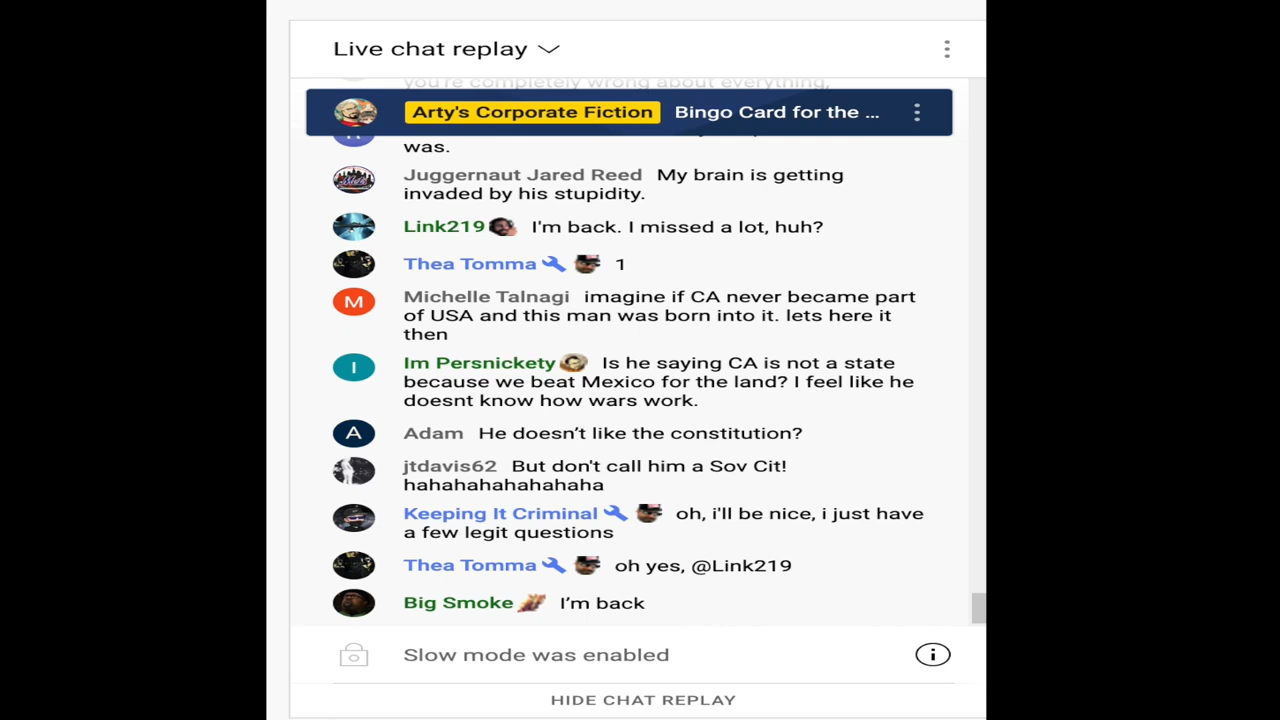 Live chat replay
you're completely wrong about everything,
Arty's Corporate Fiction Bingo Card for the ...
was.
Juggernaut Jared Reed My brain is getting
invaded by his stupidity.
Link219 I'm back. I missed a lot, huh?
Thea Tomma 1
M Michelle Talnagi imagine if CA never became part
of USA and this man was born into it. lets here it
then
I Im Persnickety Is he saying CA is not a state
because we beat Mexico for the land? I feel like he
doesnt know how wars work.
A Adam He doesn’t like the constitution?
jtdavis62 But don't call him a Sov Cit!
hahahahahahahaha
Keeping It Criminal oh, i'll be nice, i just have
a few legit questions
Thea Tomma oh yes, @Link219
Big Smoke I’m back
Slow mode was enabled
HIDE CHAT REPLAY